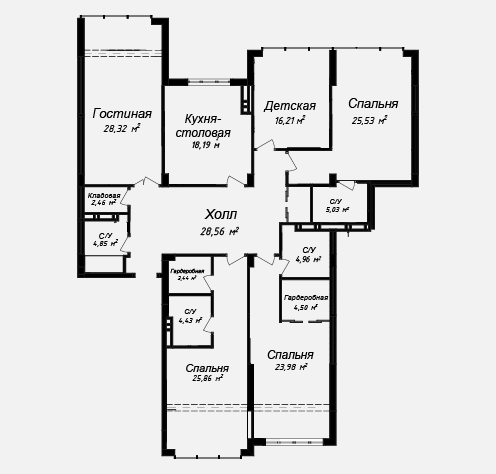 Гостиная
28,32 м²
Кухня-
столовая
18,19 м
Детская
16,21 м²
Спальня
25,53 м²
Кладовая
2,46 м²
С/У
4,85 м²
Холл
28,56 м²
С/У
5,03 м²
С/У
4,96 м²
Гардеробная
2,44 м²
С/У
4,43 м²
Гардеробная
4,50 м²
Спальня
25,86 м²
Спальня
23,98 м²